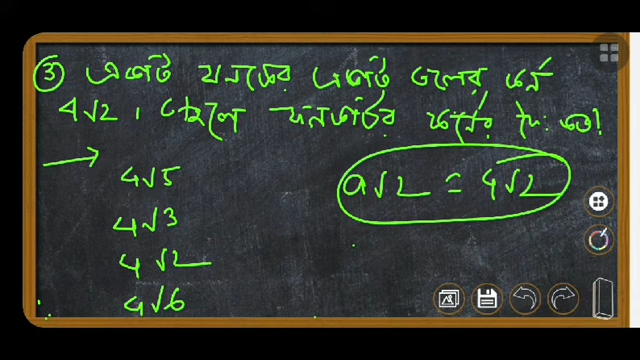 ③ একটি ঘনকের একটি তলের কর্ন
4√2। তাহলে ঘনকটির কর্নের দৈ: কত?
4√5
a√2 = 4√2
4√3
4√2
4√6